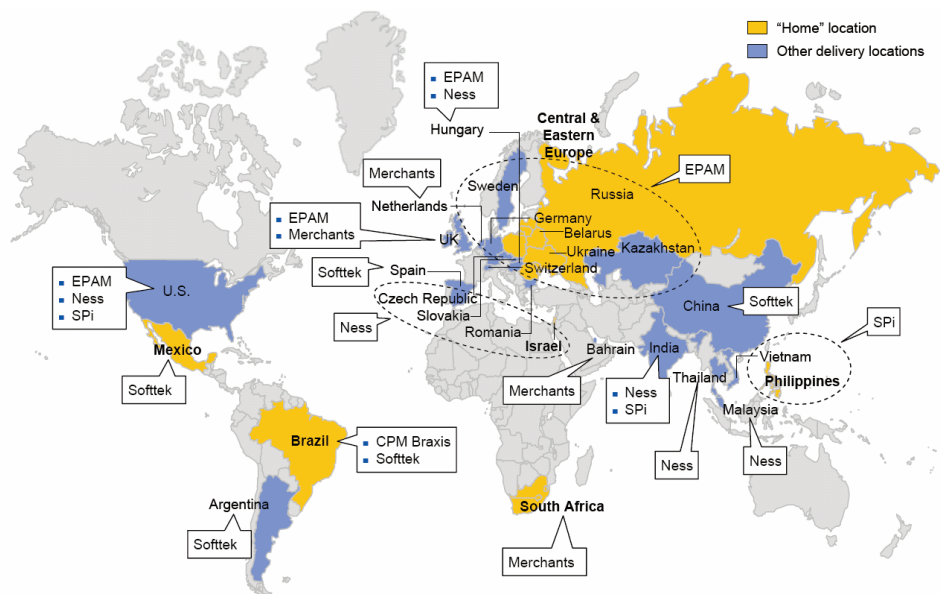 “Home” location
Other delivery locations
EPAM
Ness
Hungary
Central &
Eastern
Europe
EPAM
Merchants
Sweden
Russia
Netherlands
EPAM
Merchants
UK
Germany
Belarus
Ukraine
Kazakhstan
Switzerland
Softtek
Spain
EPAM
Ness
SPi
U.S.
Czech Republic
Slovakia
China
Softtek
Ness
Romania
Israel
SPi
Mexico
Softtek
Bahrain
India
Vietnam
Thailand
Philippines
Merchants
Ness
SPi
Malaysia
Brazil
CPM Braxis
Softtek
Ness
Ness
Argentina
South Africa
Softtek
Merchants